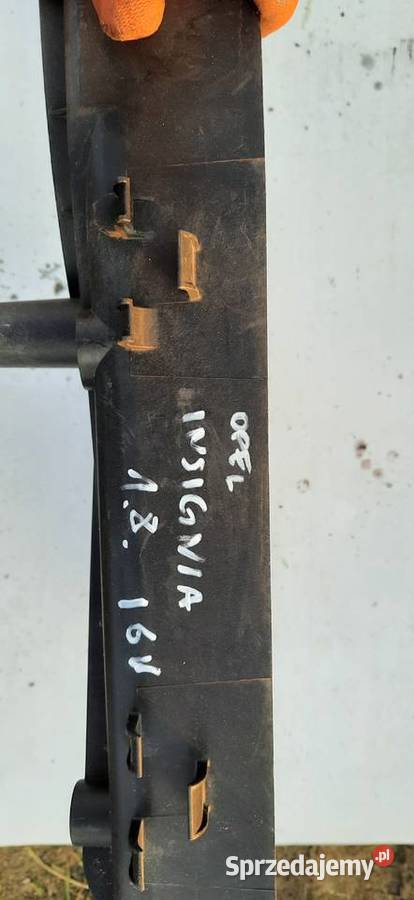 OPEL
INSIGNIA
1.8. 16V
Sprzedajemy.pl